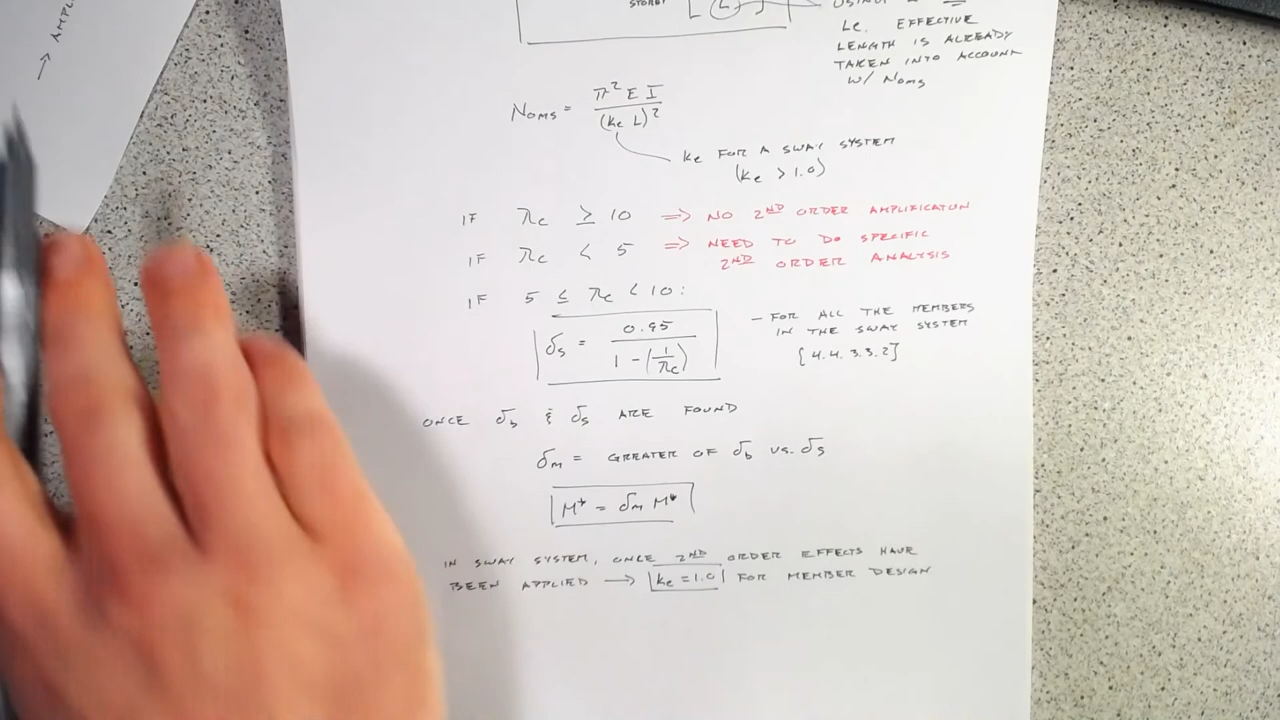 → AMPL
STOREY [ ( L ) ]
Le. EFFECTIVE
LENGTH IS ALREADY
TAKEN INTO ACCOUNT
W/ Noms
Noms = π² E I / (ke L)²
ke FOR A SWAY SYSTEM
(ke > 1.0)
IF λc ≥ 10 => NO 2ND ORDER AMPLIFICATION
IF λc < 5 => NEED TO DO SPECIFIC
2ND ORDER ANALYSIS
IF 5 ≤ λc < 10:
δs = 0.95 / 1 - (1/λc)
- FOR ALL THE MEMBERS
IN THE SWAY SYSTEM
[4.4.3.3.2]
ONCE δb & δs ARE FOUND
δm = GREATER OF δb VS. δs
M* = δm M*
IN SWAY SYSTEM, ONCE 2ND ORDER EFFECTS HAVE
BEEN APPLIED → ke = 1.0 FOR MEMBER DESIGN